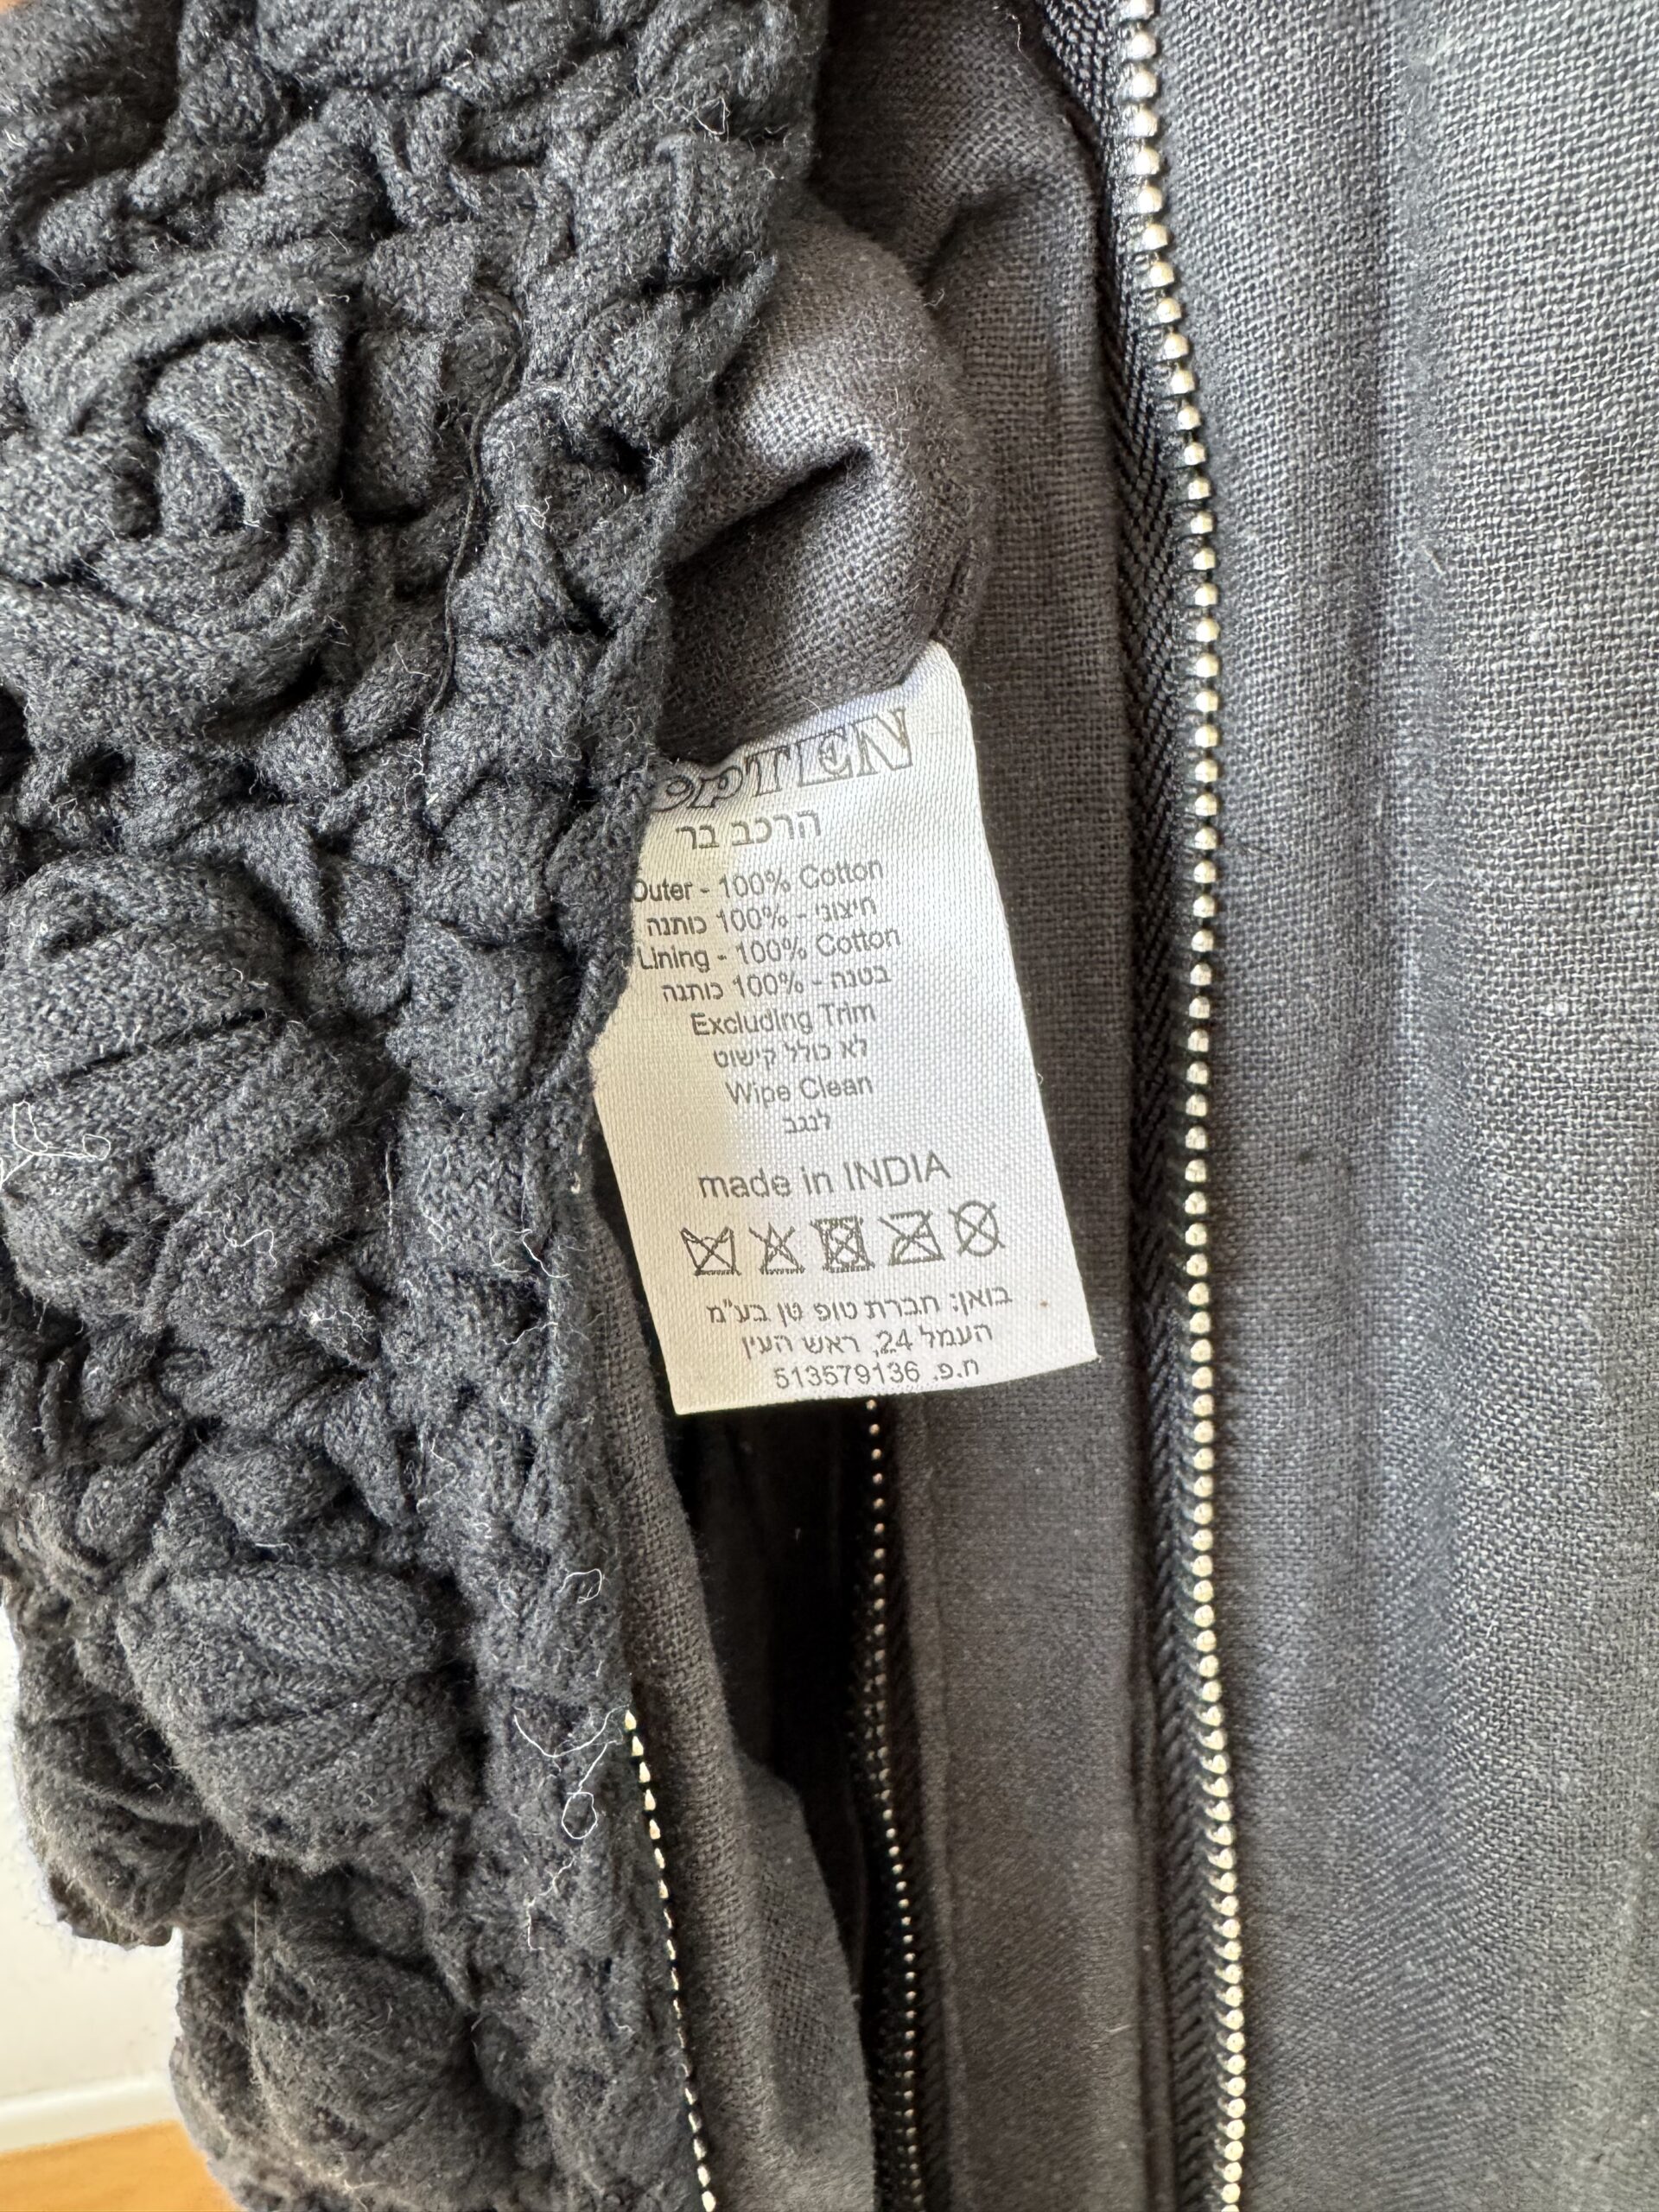 TopTEN
הרכב בד
Outer - 100% Cotton
חיצוני - 100% כותנה
Lining - 100% Cotton
בטנה - 100% כותנה
Excluding Trim
לא כולל קישוט
Wipe Clean
לנגב
made in INDIA
בואן: חברת טופ טן בע"מ
העמל 24, ראש העין
ח.פ. 513579136